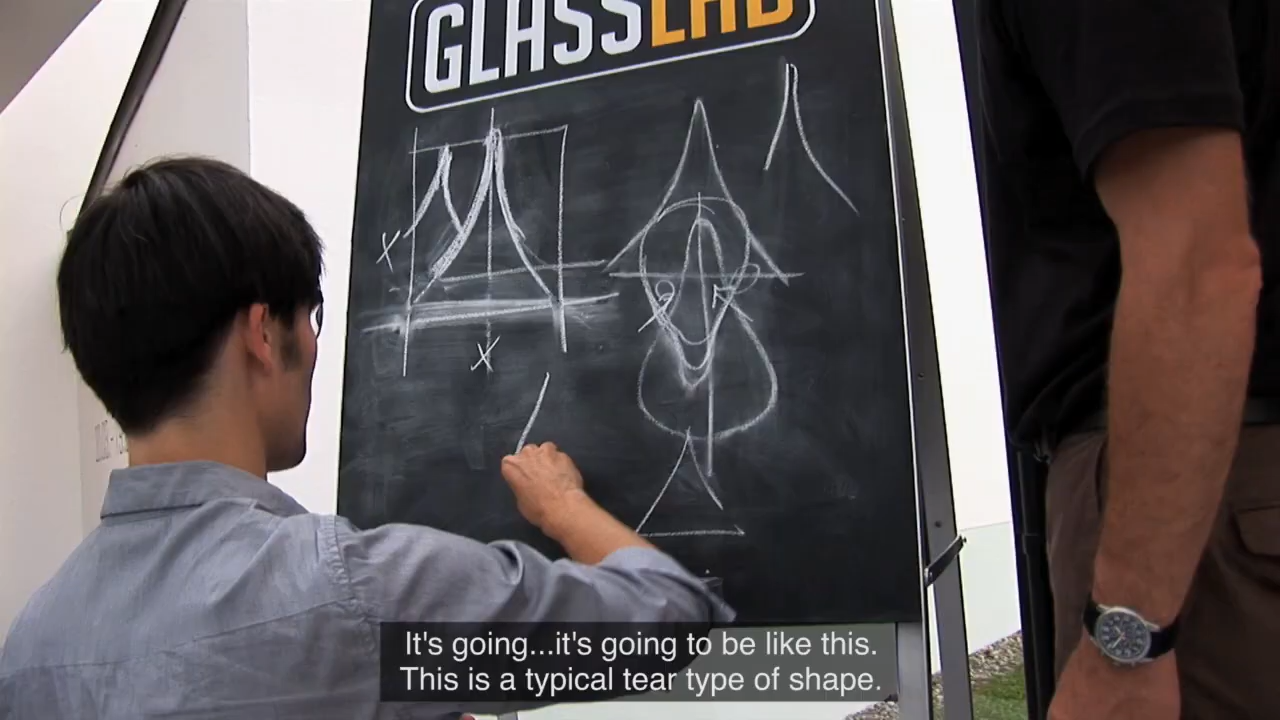 GLASSLAB
X
X
It's going...it's going to be like this.
This is a typical tear type of shape.